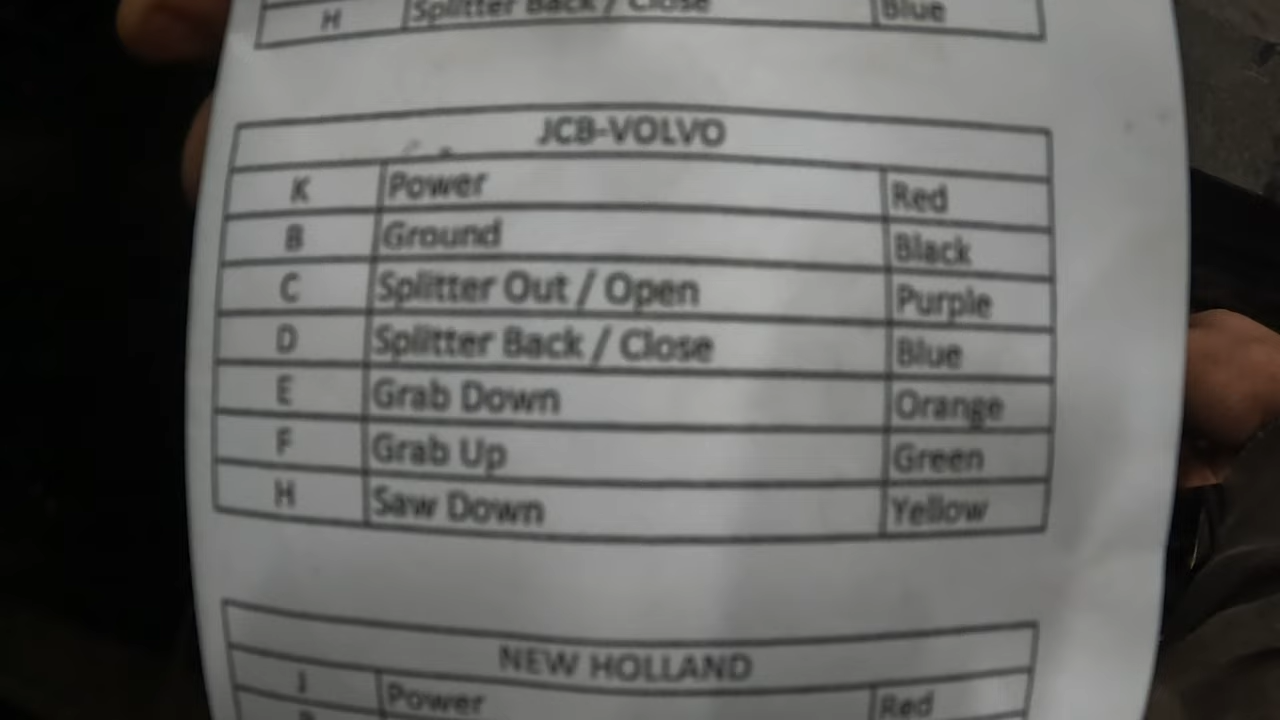 H Splitter Back / Close Blue
JCB-VOLVO
K Power Red
B Ground Black
C Splitter Out / Open Purple
D Splitter Back / Close Blue
E Grab Down Orange
F Grab Up Green
H Saw Down Yellow
NEW HOLLAND
J Power Red